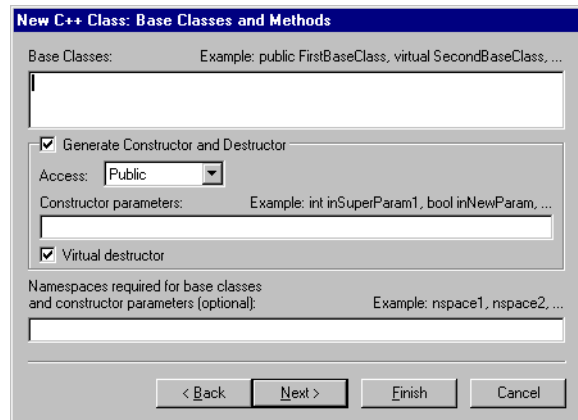 New C++ Class: Base Classes and Methods
Base Classes: Example: public FirstBaseClass, virtual SecondBaseClass, ...
Generate Constructor and Destructor
Access: Public
Constructor parameters: Example: int inSuperParam1, bool inNewParam, ...
Virtual destructor
Namespaces required for base classes
and constructor parameters (optional): Example: nspace1, nspace2, ...
< Back Next > Finish Cancel